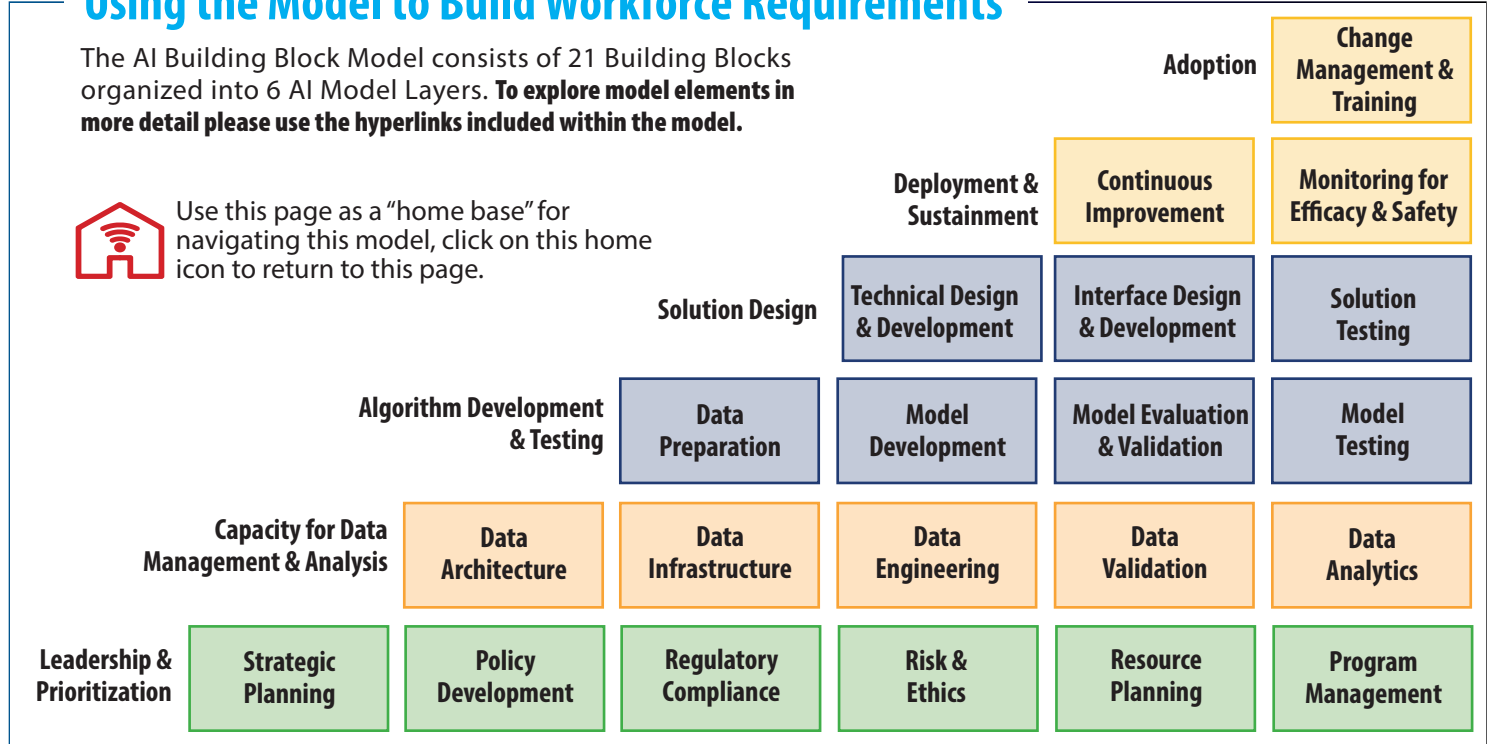 Using the Model to Build Workforce Requirements
The AI Building Block Model consists of 21 Building Blocks
organized into 6 AI Model Layers. To explore model elements in
more detail please use the hyperlinks included within the model.
Use this page as a “home base” for
navigating this model, click on this home
icon to return to this page.
Adoption
Change
Management &
Training
Deployment &
Sustainment
Continuous
Improvement
Monitoring for
Efficacy & Safety
Solution Design
Technical Design
& Development
Interface Design
& Development
Solution
Testing
Algorithm Development
& Testing
Data
Preparation
Model
Development
Model Evaluation
& Validation
Model
Testing
Capacity for Data
Management & Analysis
Data
Architecture
Data
Infrastructure
Data
Engineering
Data
Validation
Data
Analytics
Leadership &
Prioritization
Strategic
Planning
Policy
Development
Regulatory
Compliance
Risk &
Ethics
Resource
Planning
Program
Management